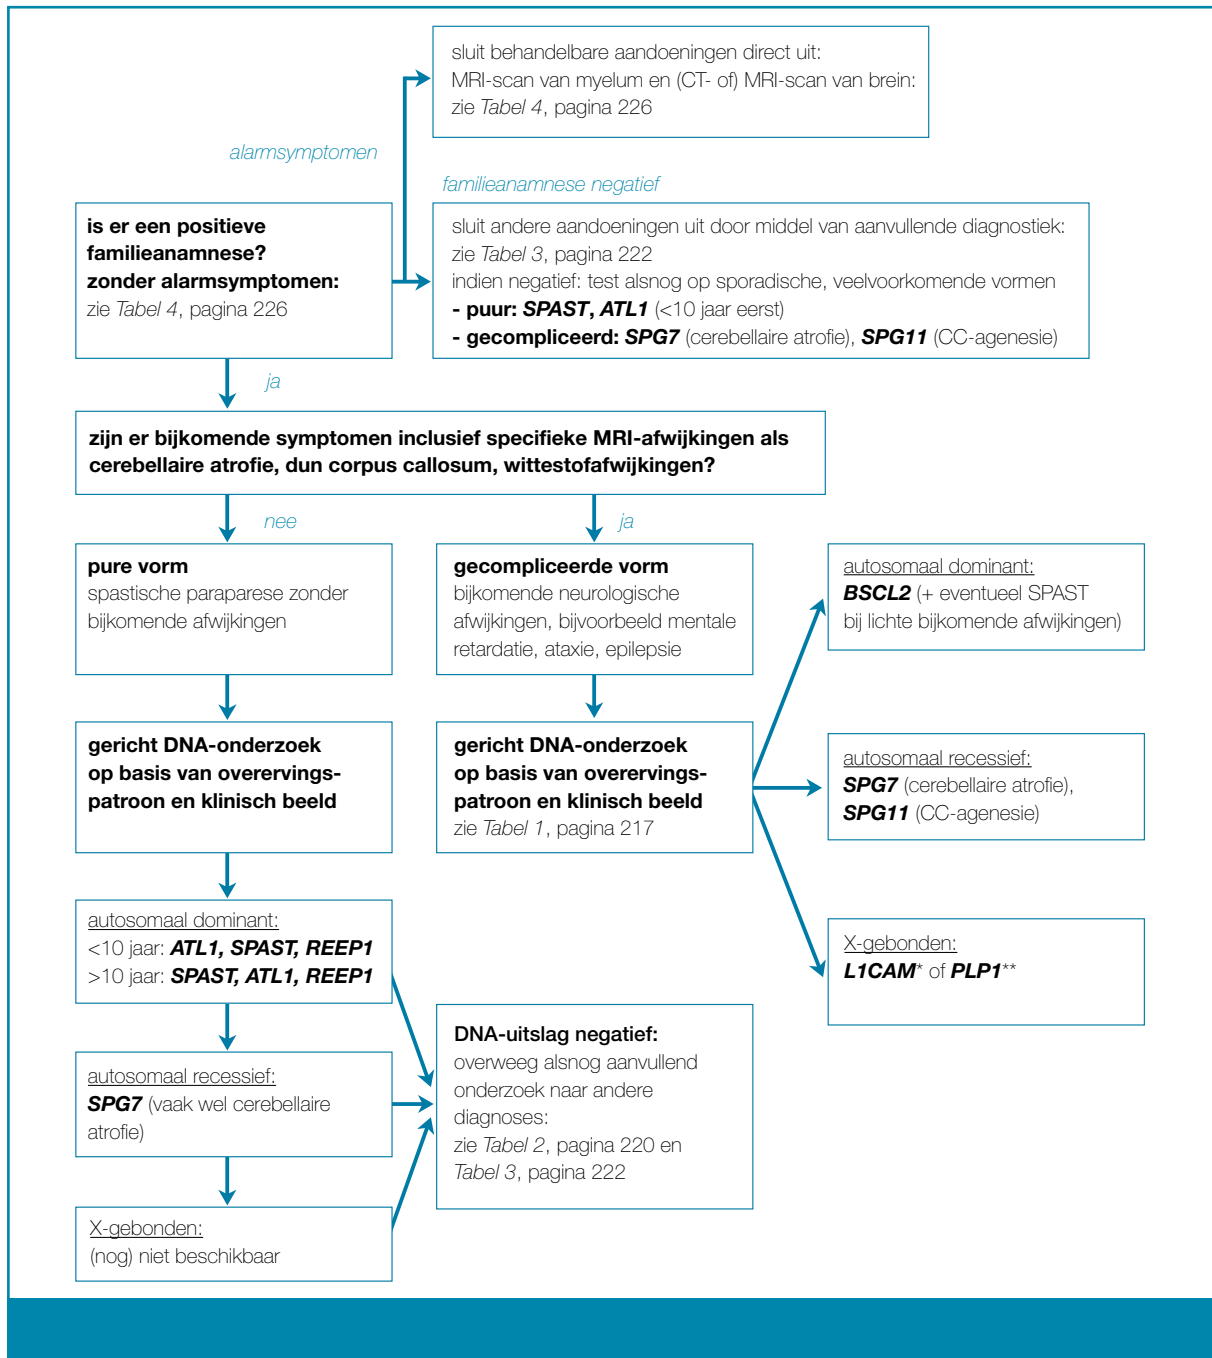 sluit behandelbare aandoeningen direct uit:
MRI-scan van myelum en (CT- of) MRI-scan van brein:
zie Tabel 4, pagina 226
alarmsymptomen
familieanamnese negatief
is er een positieve
familieanamnese?
zonder alarmsymptomen:
zie Tabel 4, pagina 226
sluit andere aandoeningen uit door middel van aanvullende diagnostiek:
zie Tabel 3, pagina 222
indien negatief: test alsnog op sporadische, veelvoorkomende vormen
- puur: SPAST, ATL1 (<10 jaar eerst)
- gecompliceerd: SPG7 (cerebellaire atrofie), SPG11 (CC-agenesie)
ja
zijn er bijkomende symptomen inclusief specifieke MRI-afwijkingen als
cerebellaire atrofie, dun corpus callosum, wittestofafwijkingen?
nee
ja
pure vorm
spastische paraparese zonder
bijkomende afwijkingen
gecompliceerde vorm
bijkomende neurologische
afwijkingen, bijvoorbeeld mentale
retardatie, ataxie, epilepsie
autosomaal dominant:
BSCL2 (+ eventueel SPAST
bij lichte bijkomende afwijkingen)
gericht DNA-onderzoek
op basis van overervings-
patroon en klinisch beeld
gericht DNA-onderzoek
op basis van overervings-
patroon en klinisch beeld
zie Tabel 1, pagina 217
autosomaal recessief:
SPG7 (cerebellaire atrofie),
SPG11 (CC-agenesie)
autosomaal dominant:
<10 jaar: ATL1, SPAST, REEP1
>10 jaar: SPAST, ATL1, REEP1
X-gebonden:
L1CAM* of PLP1**
DNA-uitslag negatief:
overweeg alsnog aanvullend
onderzoek naar andere
diagnoses:
zie Tabel 2, pagina 220 en
Tabel 3, pagina 222
autosomaal recessief:
SPG7 (vaak wel cerebellaire
atrofie)
X-gebonden:
(nog) niet beschikbaar